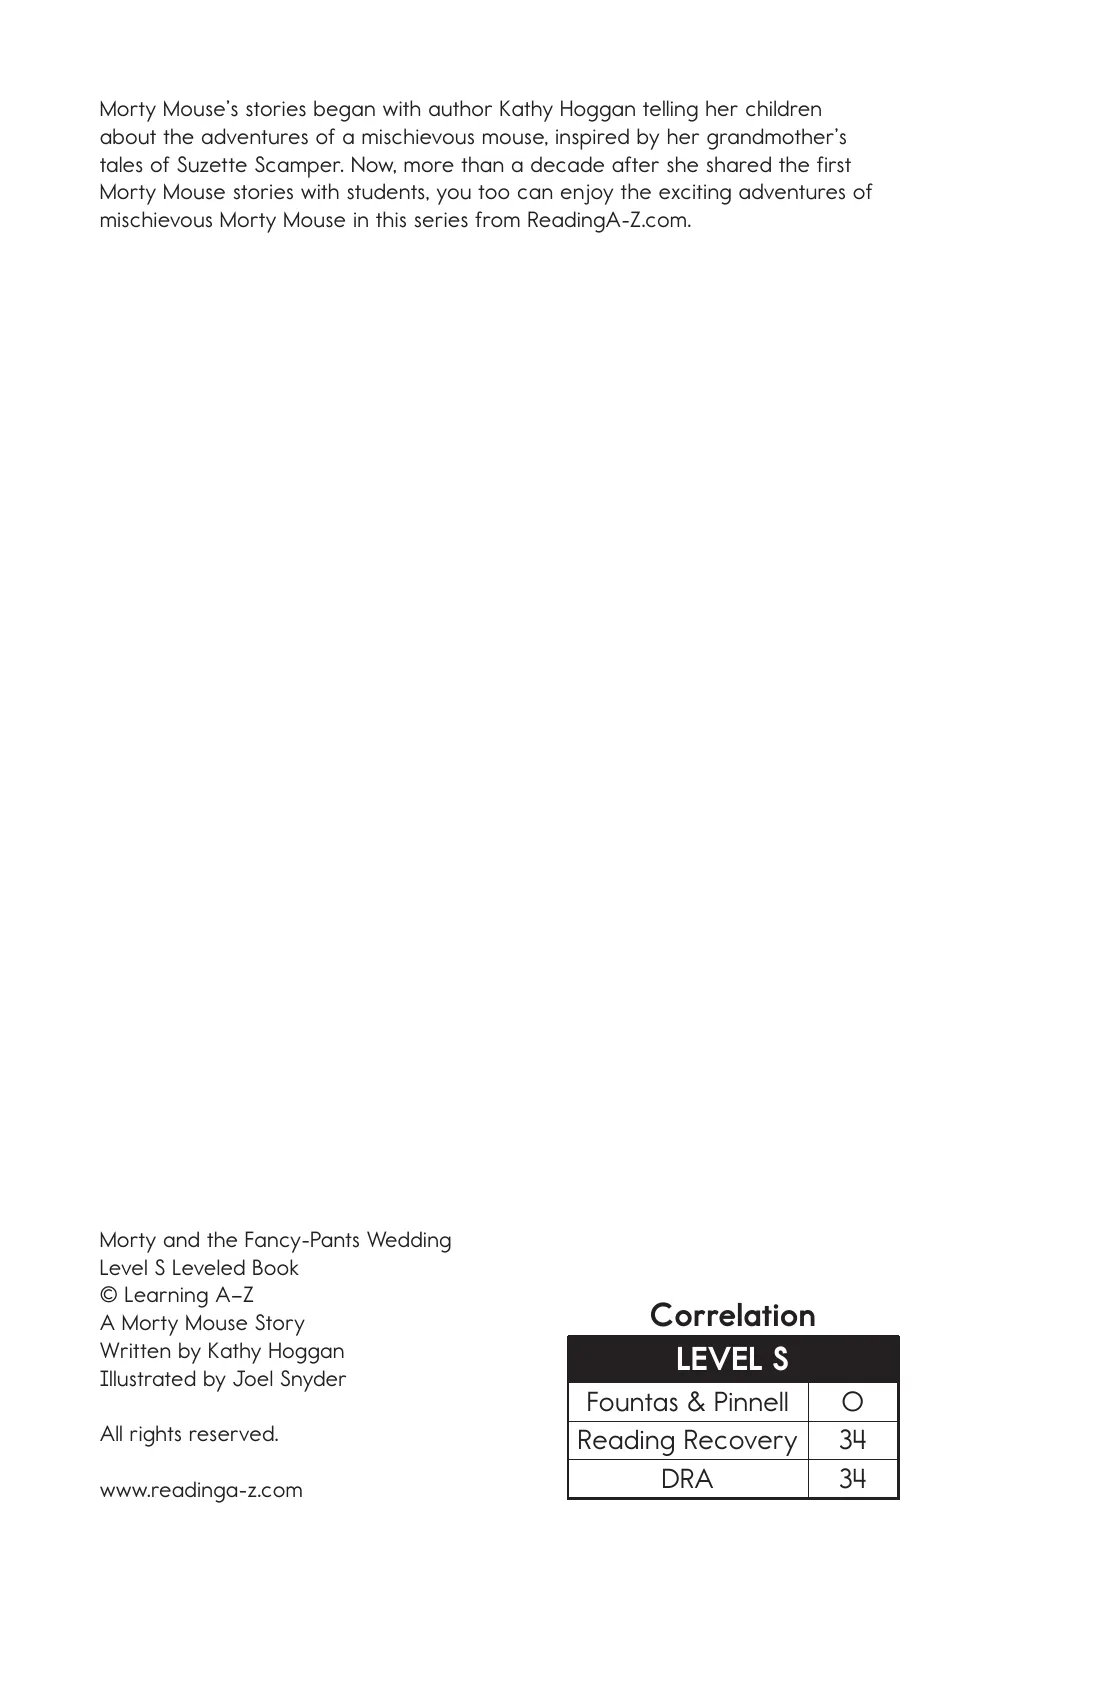 Morty Mouse’s stories began with author Kathy Hoggan telling her children
about the adventures of a mischievous mouse, inspired by her grandmother’s
tales of Suzette Scamper. Now, more than a decade after she shared the first
Morty Mouse stories with students, you too can enjoy the exciting adventures of
mischievous Morty Mouse in this series from ReadingA-Z.com.
Morty and the Fancy-Pants Wedding
Level S Leveled Book
© Learning A–Z
A Morty Mouse Story
Written by Kathy Hoggan
Illustrated by Joel Snyder
All rights reserved.
www.readinga-z.com
Correlation
LEVEL S
Fountas & Pinnell O
Reading Recovery 34
DRA 34